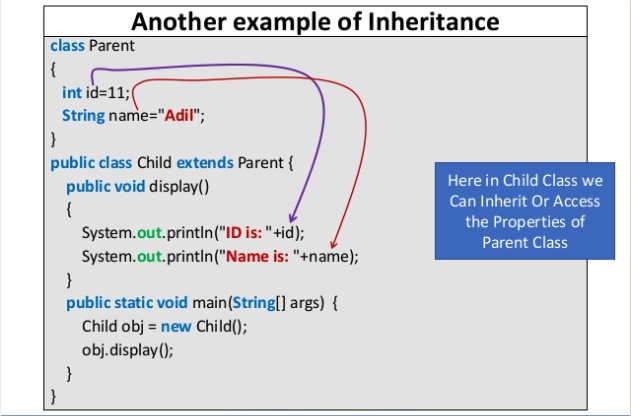 Another example of Inheritance
class Parent
{
int id=11;
String name="Adil";
}
public class Child extends Parent {
public void display()
{
System.out.println("ID is: "+id);
System.out.println("Name is: "+name);
}
public static void main(String[] args) {
Child obj = new Child();
obj.display();
}
}
Here in Child Class we
Can Inherit Or Access
the Properties of
Parent Class